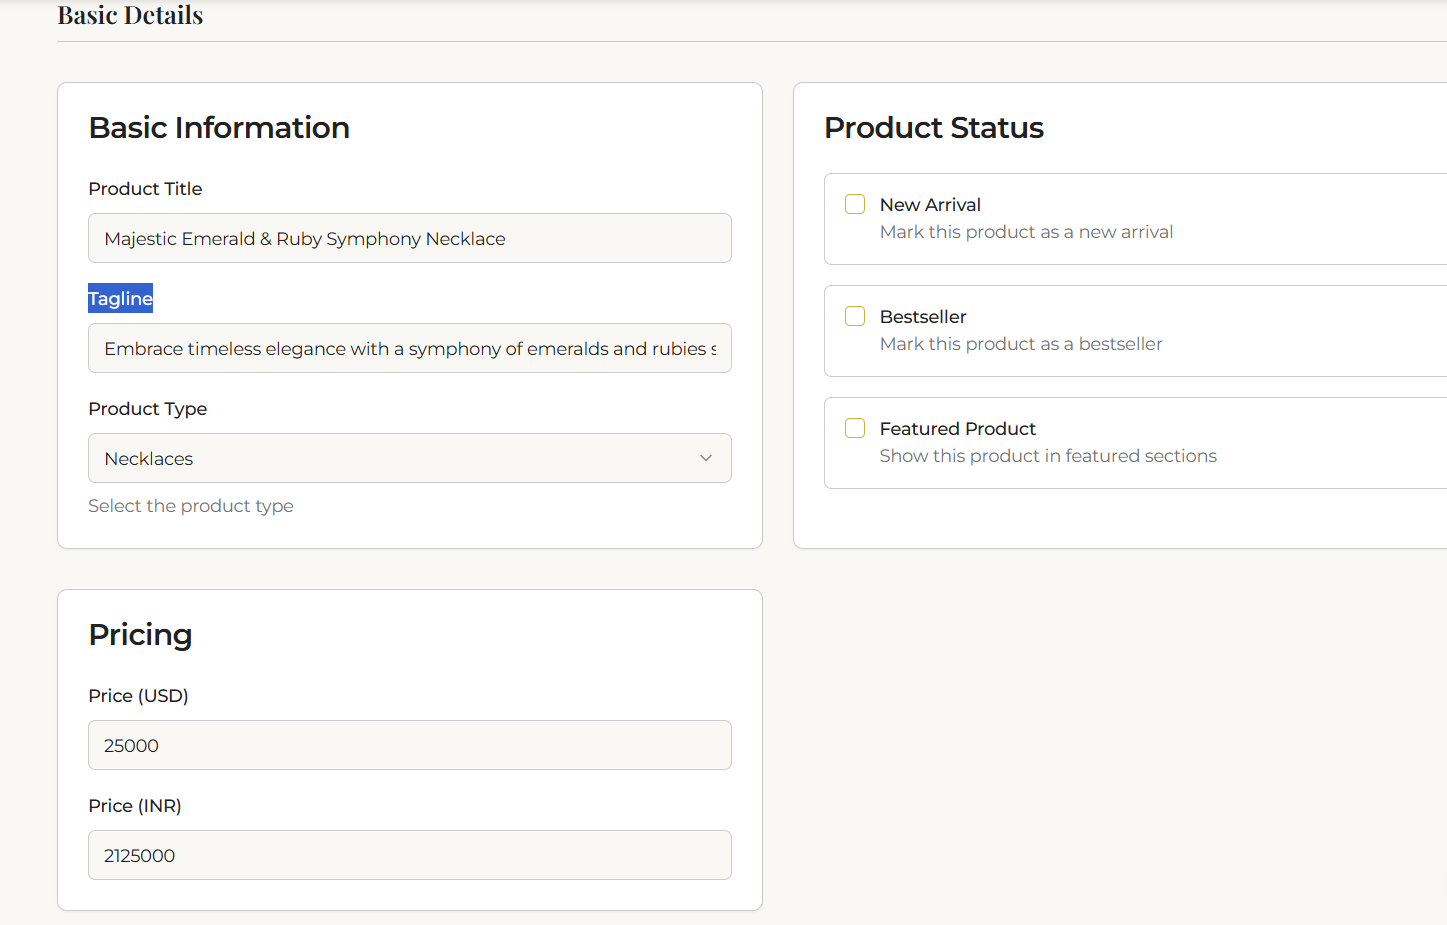 Basic Details
Basic Information
Product Title
Majestic Emerald & Ruby Symphony Necklace
Tagline
Embrace timeless elegance with a symphony of emeralds and rubies s
Product Type
Necklaces
Select the product type
Product Status
New Arrival
Mark this product as a new arrival
Bestseller
Mark this product as a bestseller
Featured Product
Show this product in featured sections
Pricing
Price (USD)
25000
Price (INR)
2125000